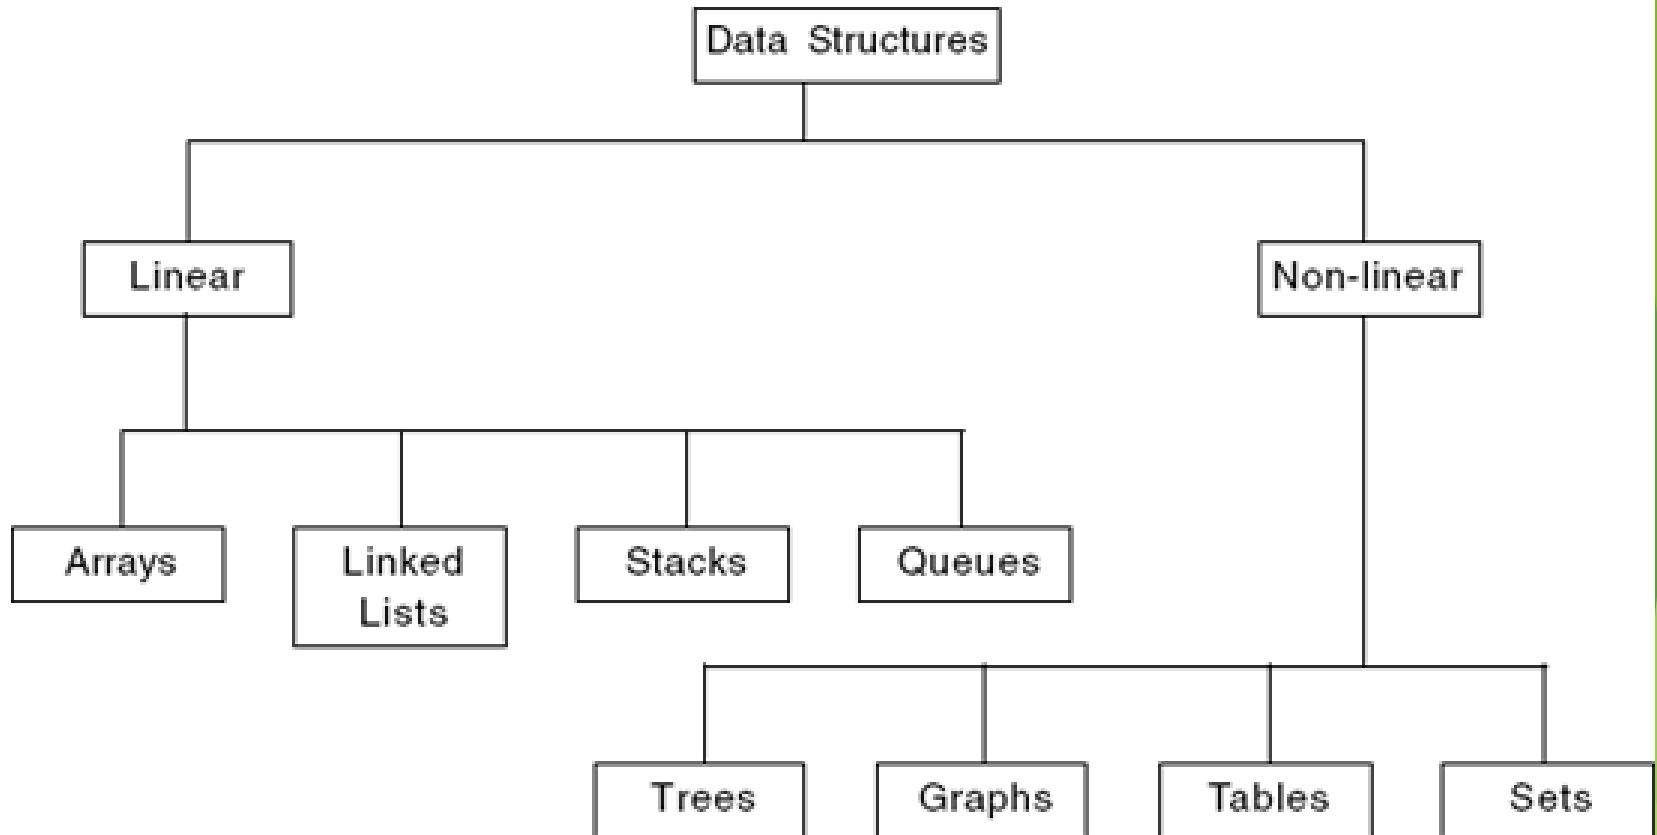 Data Structures
Linear
Non-linear
Arrays
Linked
Lists
Stacks
Queues
Trees
Graphs
Tables
Sets